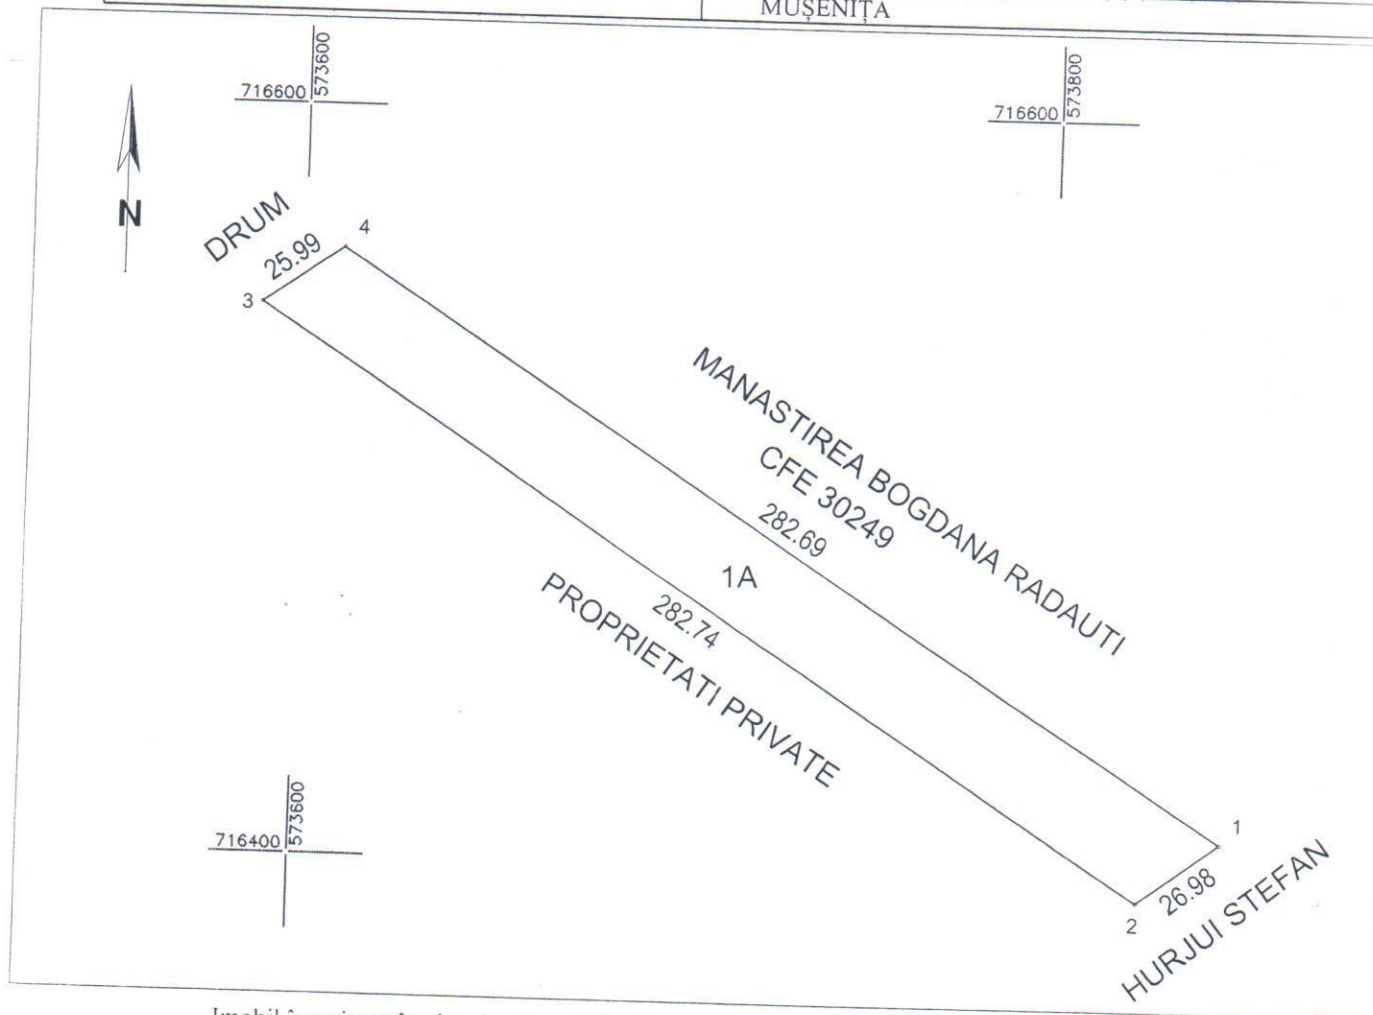 MUȘENIȚA
716600
573600
716600
573800
N
DRUM
25.99
4
3
MANASTIREA BOGDANA RADAUTI
CFE 30249
282.69
1A
282.74
PROPRIETATI PRIVATE
716400
573600
1
26.98
2
HURJUI STEFAN